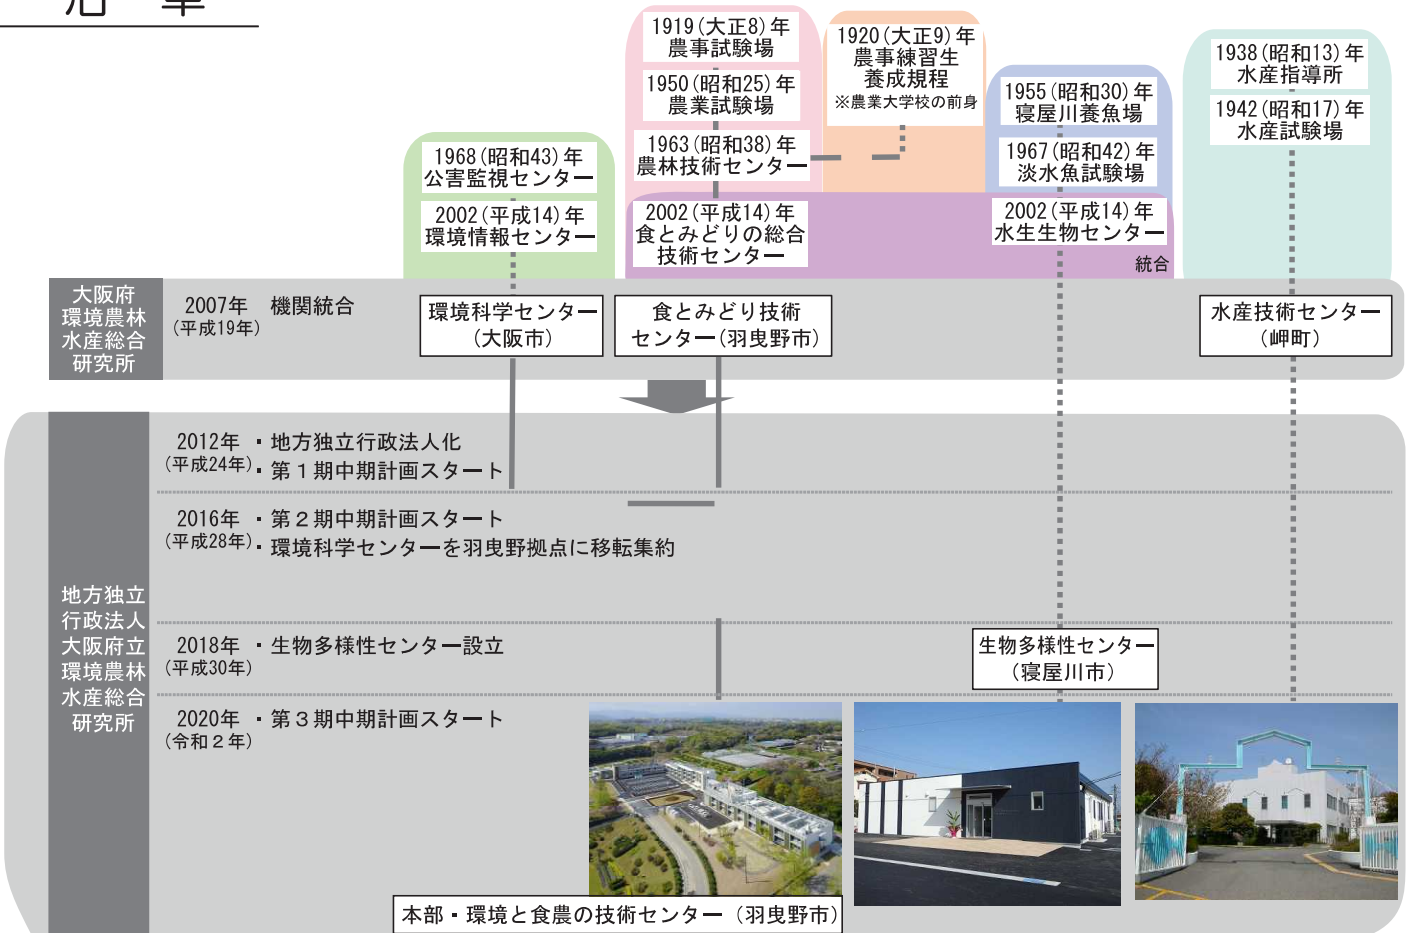 沿革
1919(大正8)年
農事試験場
1950(昭和25)年
農業試験場
1963(昭和38)年
農林技術センター
2002(平成14)年
食とみどりの総合
技術センター
1920(大正9)年
農事練習生
養成規程
※農業大学校の前身
1955(昭和30)年
寝屋川養魚場
1967(昭和42)年
淡水魚試験場
2002(平成14)年
水生生物センター
統合
1938(昭和13)年
水産指導所
1942(昭和17)年
水産試験場
1968(昭和43)年
公害監視センター
2002(平成14)年
環境情報センター
大阪府
環境農林
水産総合
研究所
2007年 機関統合
(平成19年)
環境科学センター
(大阪市)
食とみどり技術
センター(羽曳野市)
水産技術センター
(岬町)
地方独立
行政法人
大阪府立
環境農林
水産総合
研究所
2012年 ・地方独立行政法人化
(平成24年)・第1期中期計画スタート
2016年 ・第2期中期計画スタート
(平成28年)・環境科学センターを羽曳野拠点に移転集約
2018年 ・生物多様性センター設立
(平成30年)
生物多様性センター
(寝屋川市)
2020年 ・第3期中期計画スタート
(令和2年)
本部・環境と食農の技術センター(羽曳野市)